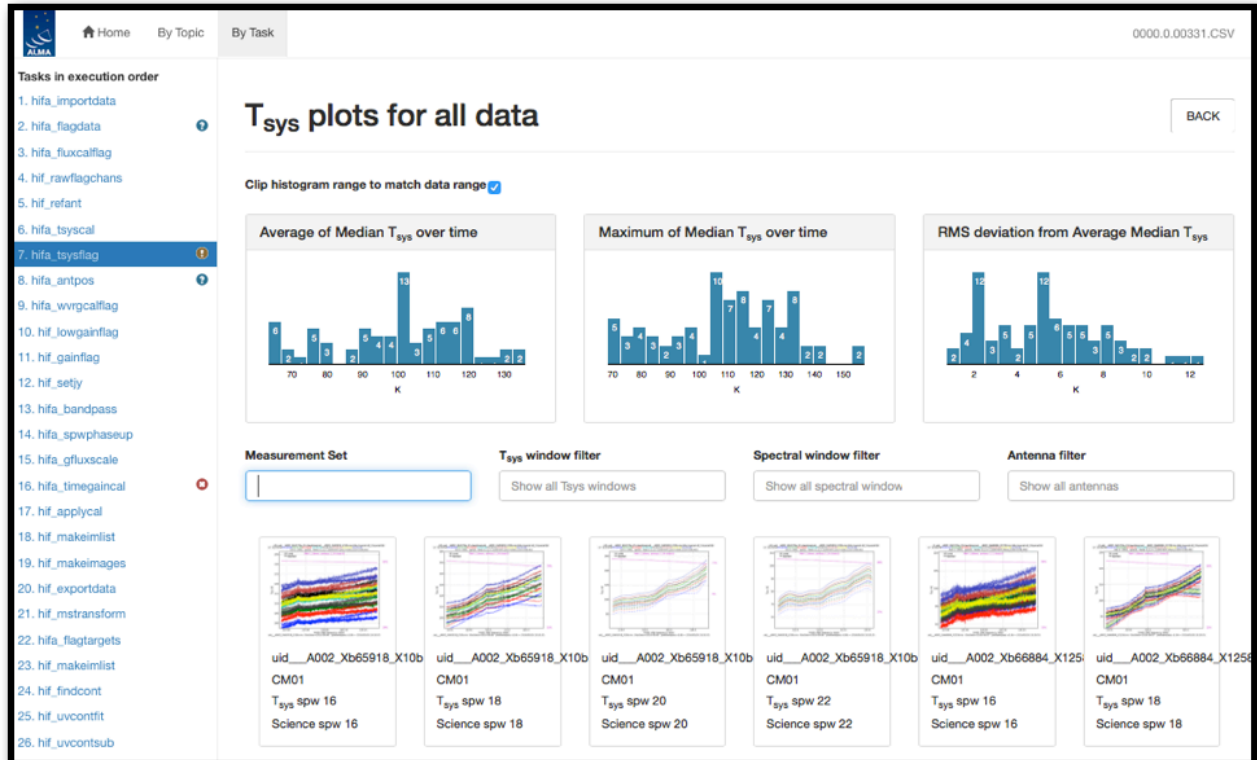 ALMA
Home By Topic By Task 0000.0.00331.CSV
Tasks in execution order
1. hifa_importdata
2. hifa_flagdata
3. hifa_fluxcalflag
4. hif_rawflagchans
5. hif_refant
6. hifa_tsyscal
7. hifa_tsysflag
8. hifa_antpos
9. hifa_wvrgcalflag
10. hif_lowgainflag
11. hif_gainflag
12. hif_setjy
13. hifa_bandpass
14. hifa_spwphaseup
15. hifa_gfluxscale
16. hifa_timegaincal
17. hif_applycal
18. hif_makeimlist
19. hif_makeimages
20. hif_exportdata
21. hif_mstransform
22. hifa_flagtargets
23. hif_makeimlist
24. hif_findcont
25. hif_uvcontfit
26. hif_uvcontsub
Tsys plots for all data
BACK
Clip histogram range to match data range
Average of Median Tsys over time
6 2 5 3 2 5 4 4 13 3 5 6 6 8 2 2
70 80 90 100 110 120 130
K
Maximum of Median Tsys over time
5 3 4 3 2 3 4 10 7 8 4 7 4 8 2 2 2
70 80 90 100 110 120 130 140 150
K
RMS deviation from Average Median Tsys
2 4 12 3 5 2 5 12 6 5 5 3 5 3 2 2
2 4 6 8 10 12
K
Measurement Set Tsys window filter Spectral window filter Antenna filter
Show all Tsys windows Show all spectral window Show all antennas
uid___A002_Xb65918_X10b uid___A002_Xb65918_X10b uid___A002_Xb65918_X10b uid___A002_Xb65918_X10b uid___A002_Xb66884_X1258 uid___A002_Xb66884_X1258
CM01 CM01 CM01 CM01 CM01 CM01
Tsys spw 16 Tsys spw 18 Tsys spw 20 Tsys spw 22 Tsys spw 16 Tsys spw 18
Science spw 16 Science spw 18 Science spw 20 Science spw 22 Science spw 16 Science spw 18